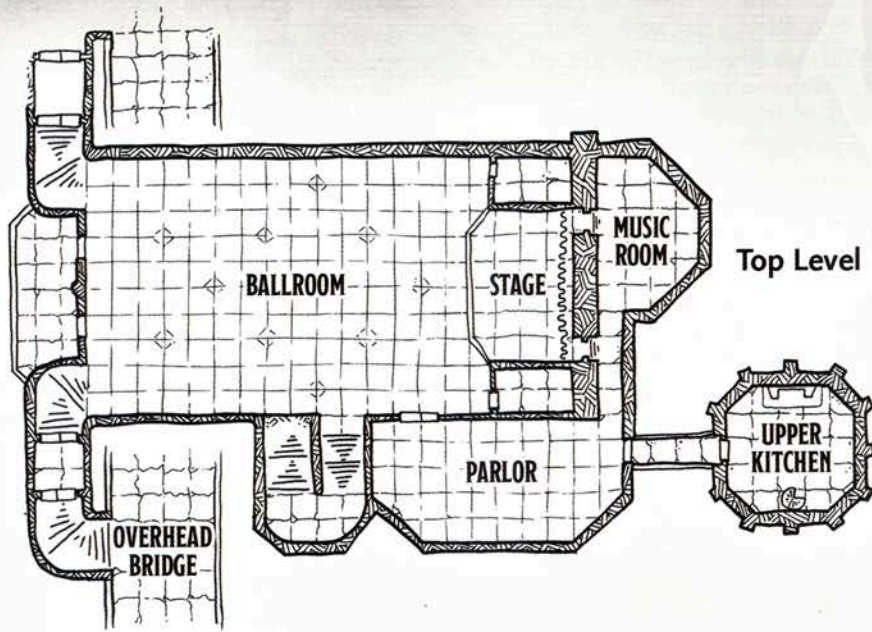 MUSIC
ROOM
Top Level
BALLROOM
STAGE
UPPER
KITCHEN
PARLOR
OVERHEAD
BRIDGE